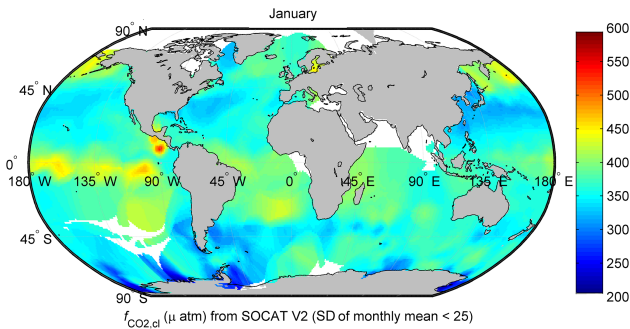 January
90° N
600
550
45° N
500
450
0°
400
180° W 135° W 90° W 45° W 0° 45° E 90° E 135° E 180° E
350
300
45° S
250
90° S
200
fCO2,cl (μ atm) from SOCAT V2 (SD of monthly mean < 25)